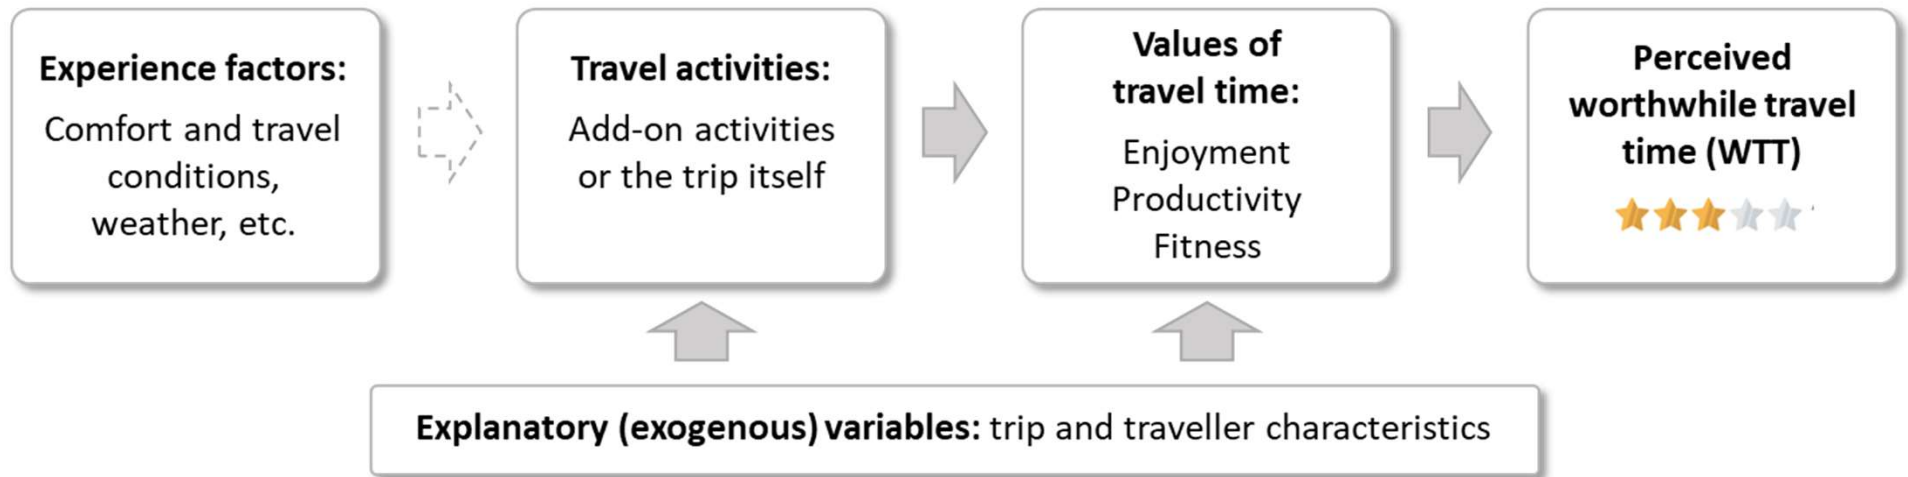 Experience factors:
Comfort and travel
conditions,
weather, etc.
Travel activities:
Add-on activities
or the trip itself
Values of
travel time:
Enjoyment
Productivity
Fitness
Perceived
worthwhile travel
time (WTT)
Explanatory (exogenous) variables: trip and traveller characteristics